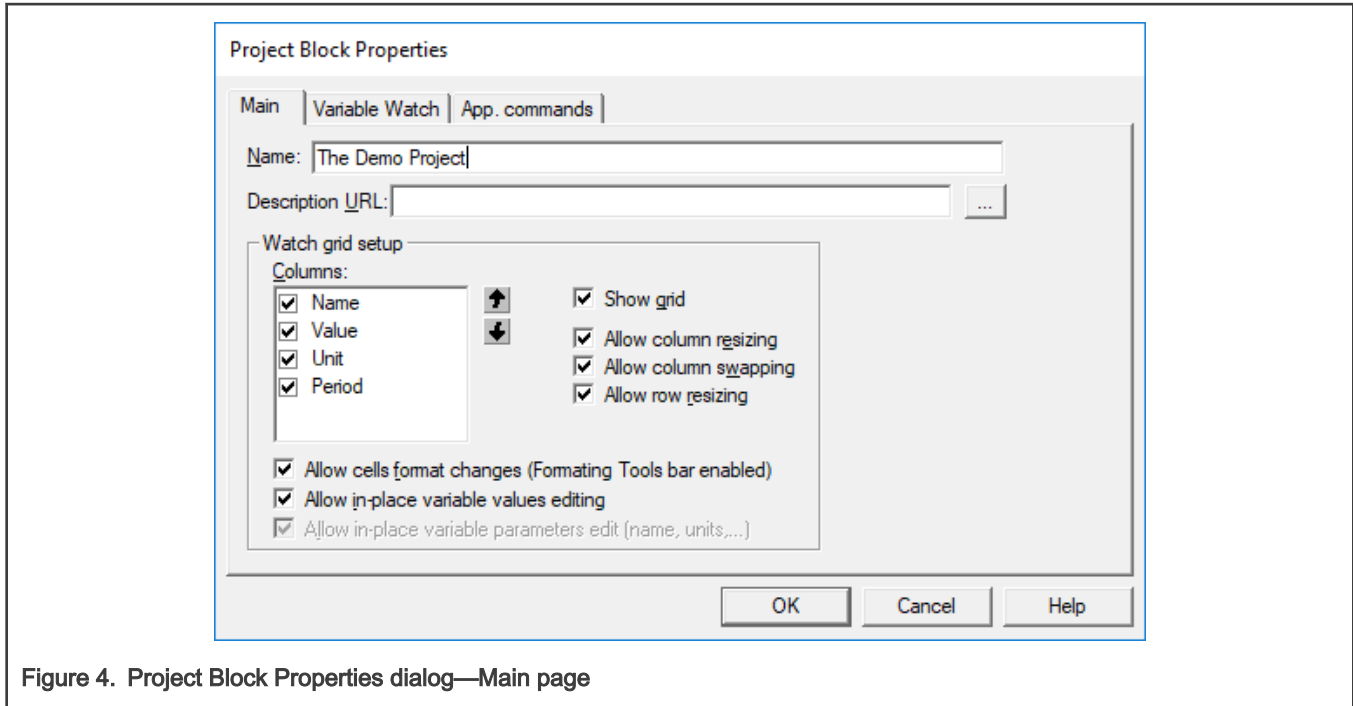 Project Block Properties
Main Variable Watch App. commands
Name: The Demo Project
Description URL: ...
Watch grid setup
Columns:
Name
Value
Unit
Period
Show grid
Allow column resizing
Allow column swapping
Allow row resizing
Allow cells format changes (Formating Tools bar enabled)
Allow in-place variable values editing
Allow in-place variable parameters edit (name, units,...)
OK Cancel Help
Figure 4. Project Block Properties dialog—Main page